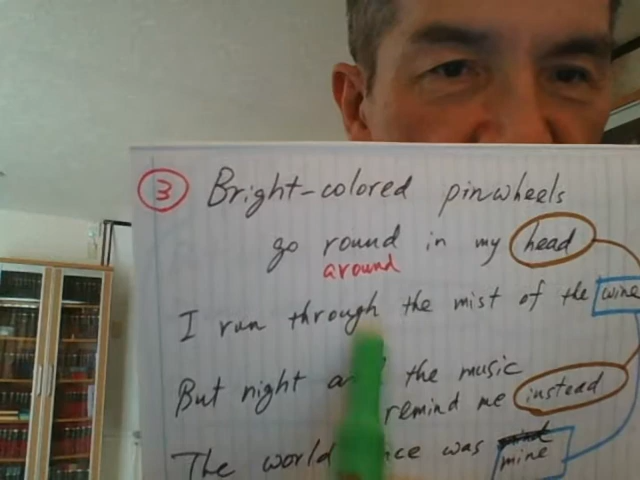 3 Bright-colored pinwheels
go round in my head
around
I run through the mist of the wine
But night the music
remind me instead
The world was
mine